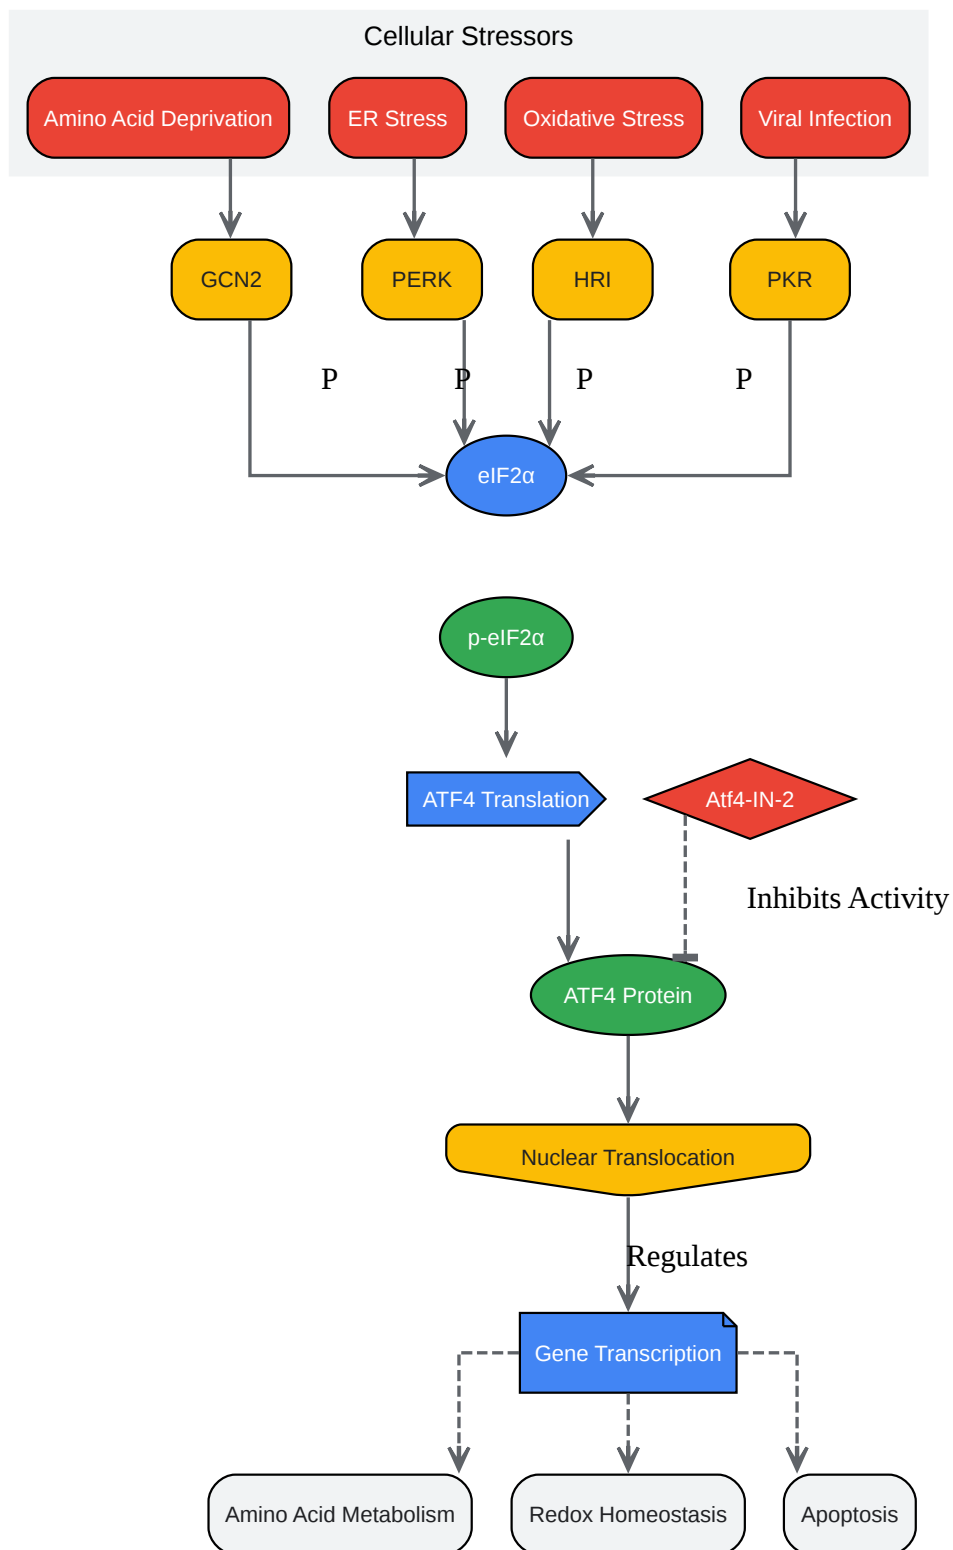 Cellular Stressors
Amino Acid Deprivation
ER Stress
Oxidative Stress
Viral Infection
GCN2
PERK
HRI
PKR
P
P
P
P
eIF2α
p-eIF2α
ATF4 Translation
Atf4-IN-2
Inhibits Activity
ATF4 Protein
Nuclear Translocation
Regulates
Gene Transcription
Amino Acid Metabolism
Redox Homeostasis
Apoptosis